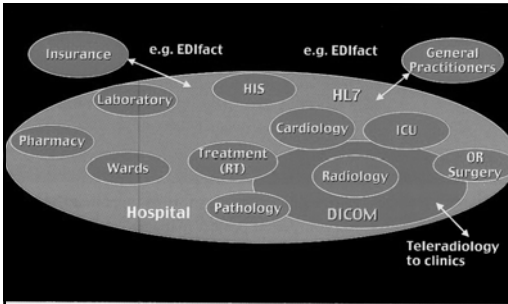 Insurance
e.g. EDIfact
e.g. EDIfact
General
Practitioners
Laboratory
HIS
HL7
Pharmacy
Cardiology
ICU
Wards
Treatment
(RT)
Radiology
OR
Surgery
Hospital
Pathology
DICOM
Teleradiology
to clinics